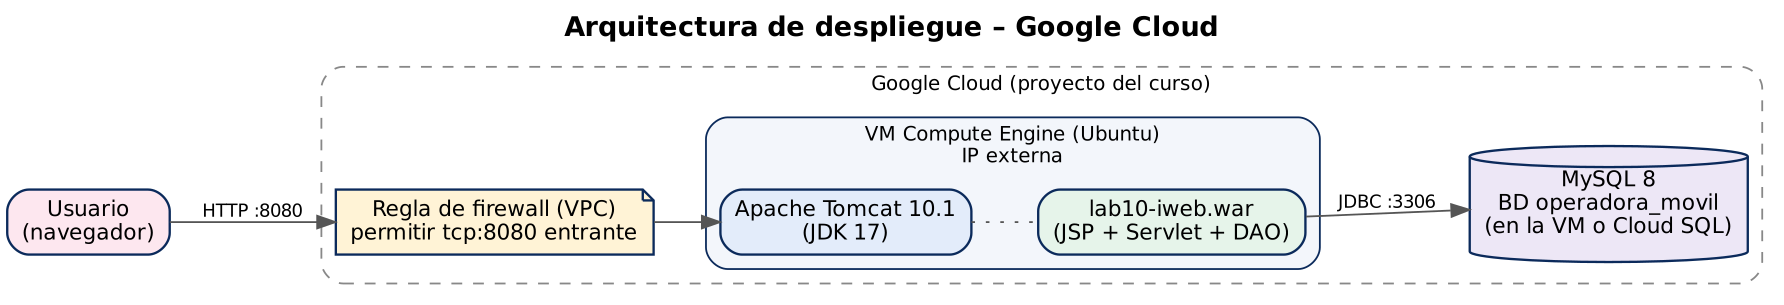 Arquitectura de despliegue – Google Cloud
Google Cloud (proyecto del curso)
VM Compute Engine (Ubuntu)
IP externa
Usuario
(navegador)
HTTP :8080
Regla de firewall (VPC)
permitir tcp:8080 entrante
Apache Tomcat 10.1
(JDK 17)
lab10-iweb.war
(JSP + Servlet + DAO)
JDBC :3306
MySQL 8
BD operadora_movil
(en la VM o Cloud SQL)